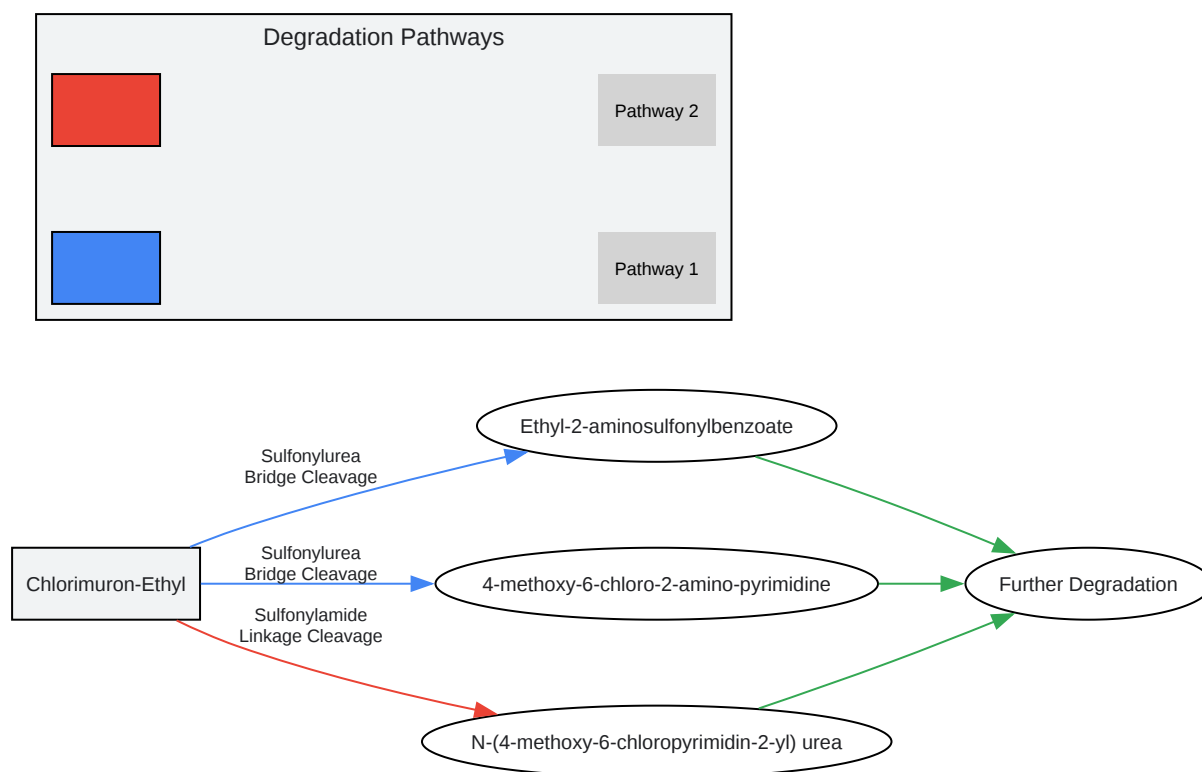 Degradation Pathways
Pathway 2
Pathway 1
Ethyl-2-aminosulfonylbenzoate
Sulfonylurea
Bridge Cleavage
Sulfonylurea
Bridge Cleavage
Chlorimuron-Ethyl
4-methoxy-6-chloro-2-amino-pyrimidine
Further Degradation
Sulfonylamide
Linkage Cleavage
N-(4-methoxy-6-chloropyrimidin-2-yl) urea